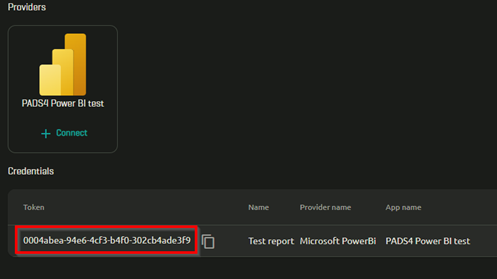 Providers
PADS4 Power BI test
+ Connect
Credentials
Token Name Provider name App name
0004abea-94e6-4cf3-b4f0-302cb4ade3f9 Test report Microsoft PowerBi PADS4 Power BI test